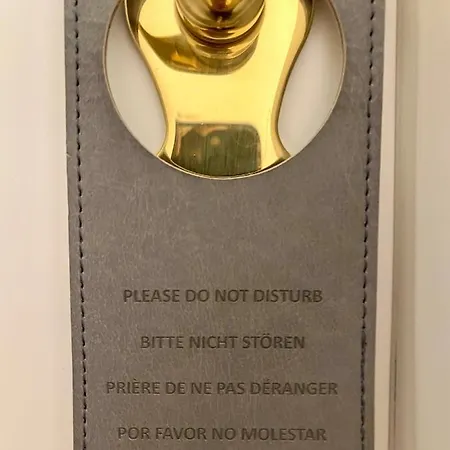 PLEASE DO NOT DISTURB
BITTE NICHT STÖREN
PRIÈRE DE NE PAS DÉRANGER
POR FAVOR NO MOLESTAR